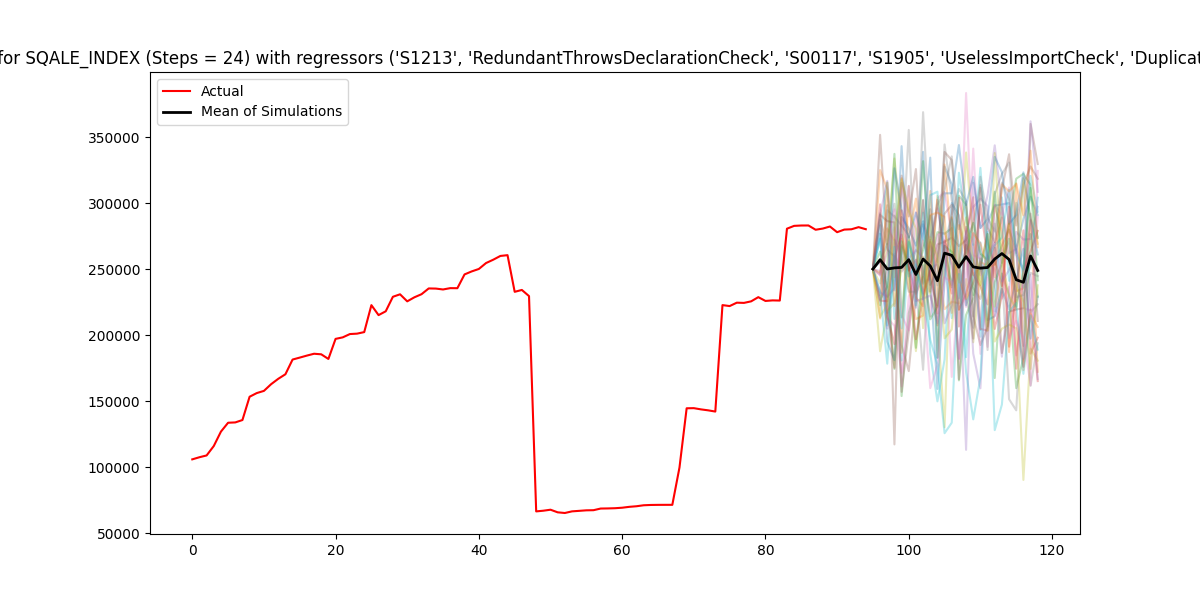 for SQALE_INDEX (Steps = 24) with regressors ('S1213', 'RedundantThrowsDeclarationCheck', 'S00117', 'S1905', 'UselessImportCheck', 'Duplicat
Actual
Mean of Simulations
350000
300000
250000
200000
150000
100000
50000
0 20 40 60 80 100 120